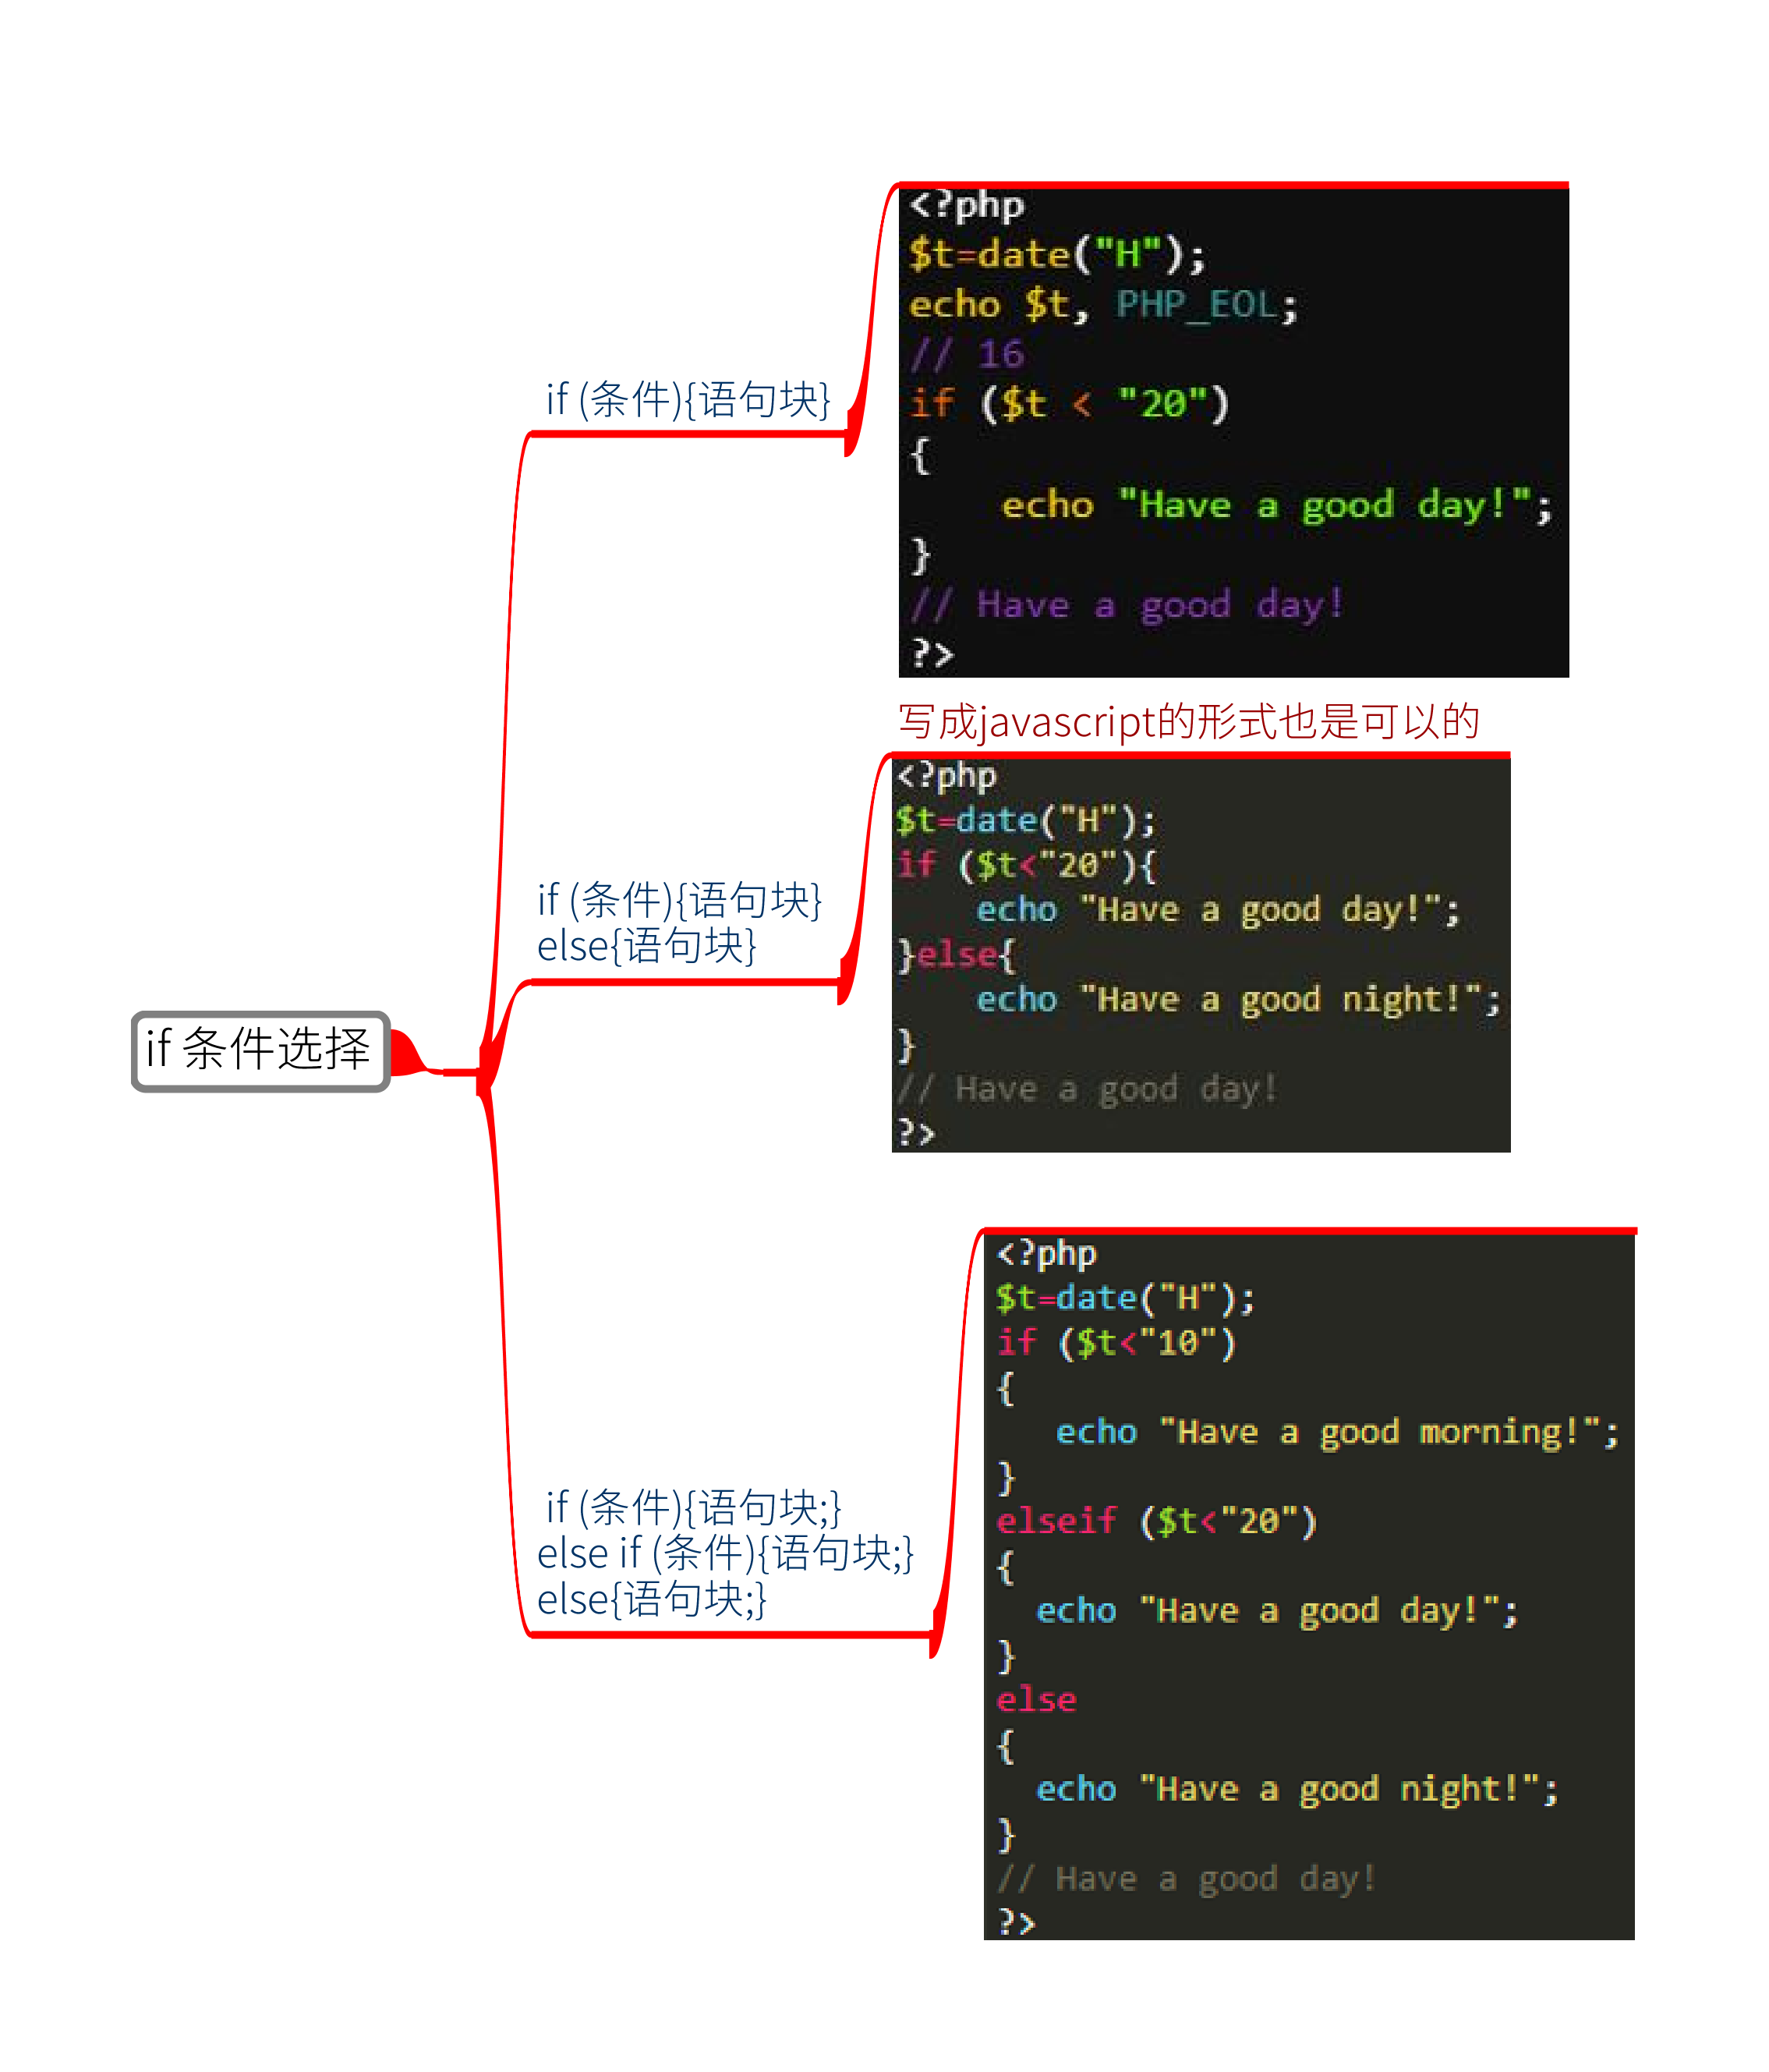 if 条件选择
if (条件){语句块}
<?php
$t=date("H");
echo $t, PHP_EOL;
// 16
if ($t < "20")
{
    echo "Have a good day!";
}
// Have a good day!
?>
if (条件){语句块}
else{语句块}
写成javascript的形式也是可以的
<?php
$t=date("H");
if ($t<"20"){
    echo "Have a good day!";
}else{
    echo "Have a good night!";
}
// Have a good day!
?>
if (条件){语句块;}
else if (条件){语句块;}
else{语句块;}
<?php
$t=date("H");
if ($t<"10")
{
   echo "Have a good morning!";
}
elseif ($t<"20")
{
  echo "Have a good day!";
}
else
{
  echo "Have a good night!";
}
// Have a good day!
?>